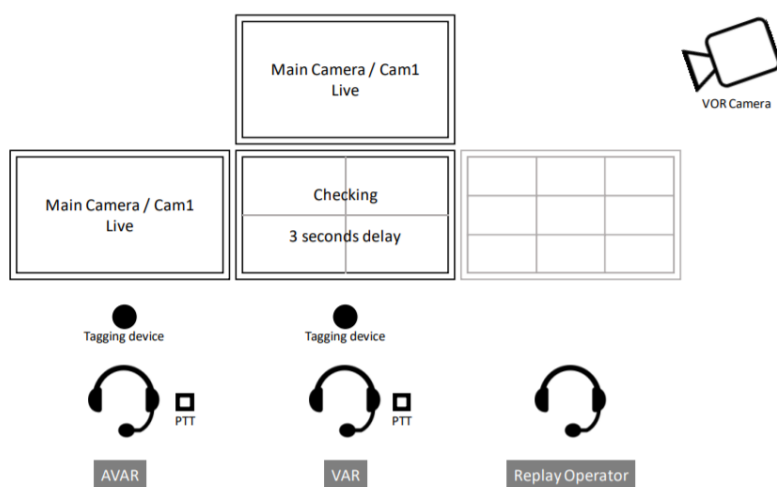 Main Camera / Cam1
Live
VOR Camera
Main Camera / Cam1
Live
Checking
3 seconds delay
Tagging device
Tagging device
PTT
PTT
AVAR
VAR
Replay Operator